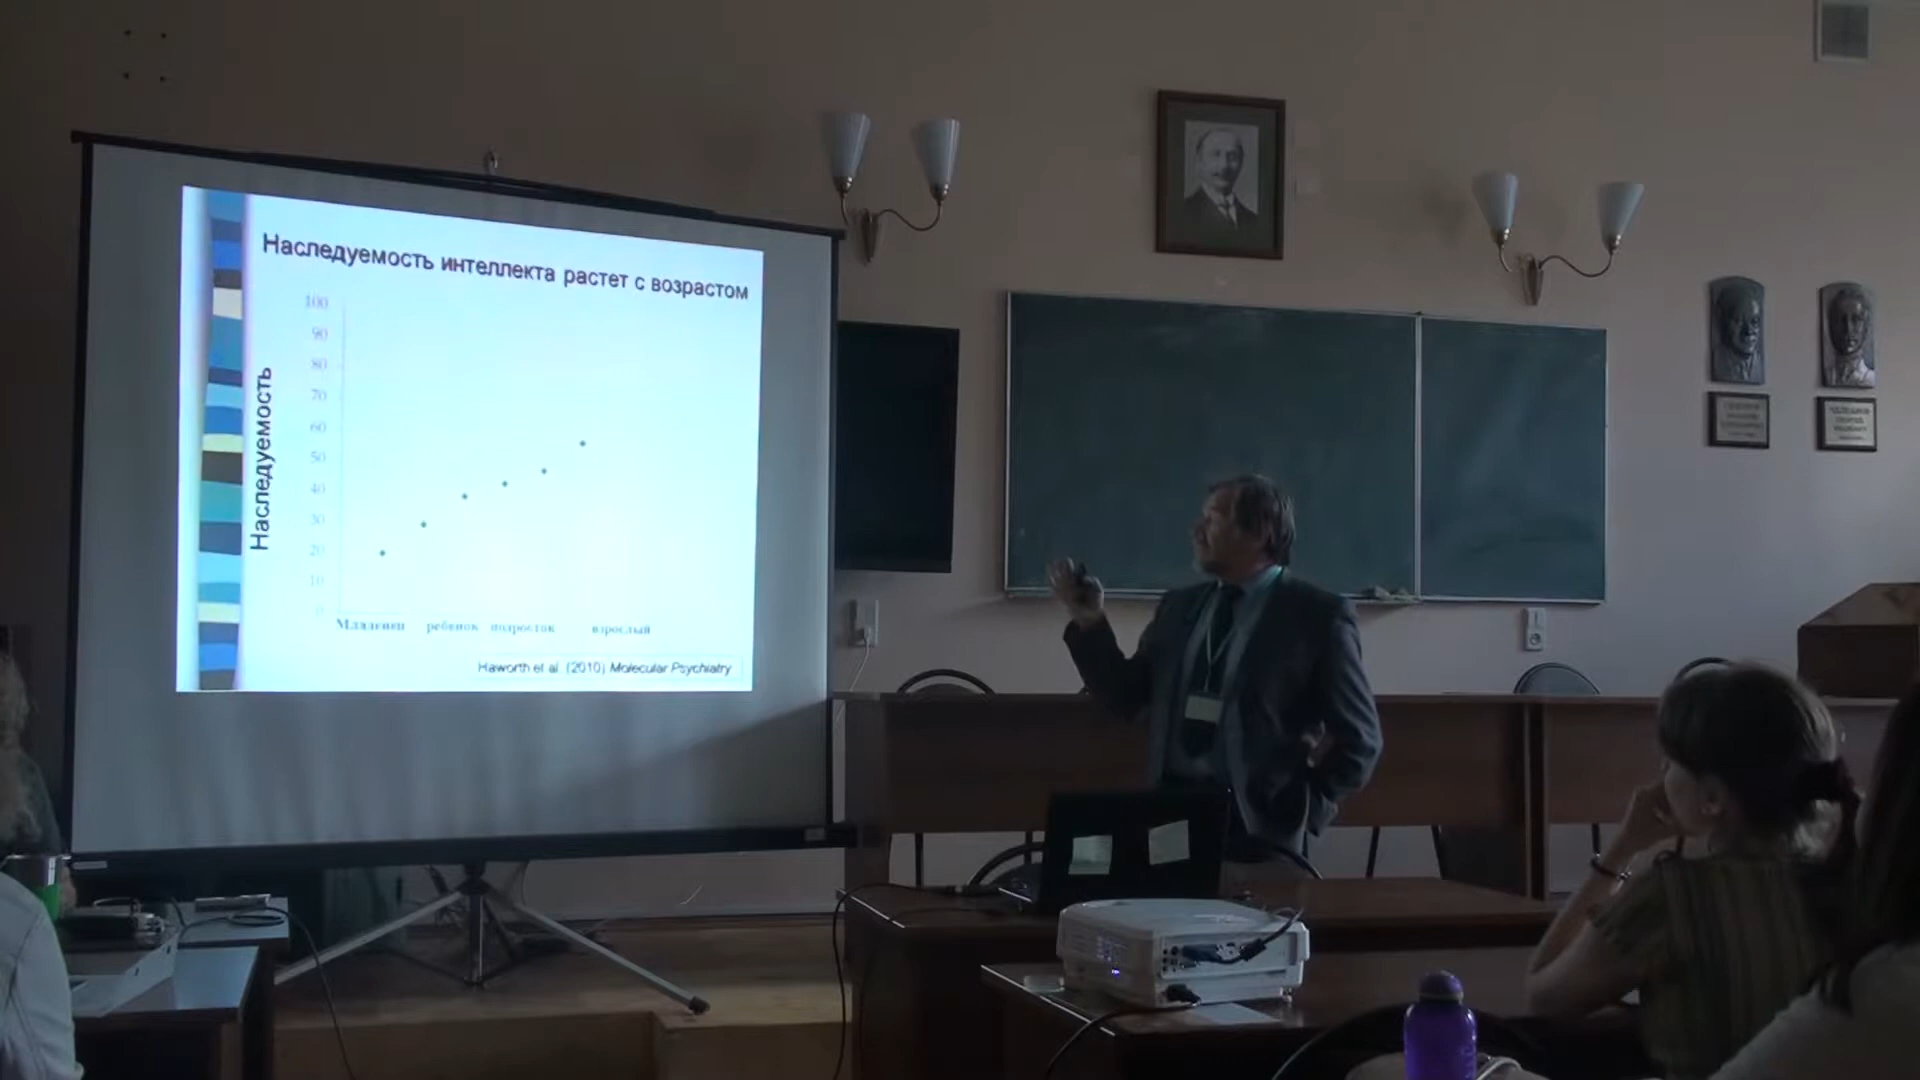 Наследуемость интеллекта растет с возрастом
Наследуемость
100
90
80
70
60
50
40
30
20
10
0
Младенец ребенок подросток взрослый
Haworth et al. (2010) Molecular Psychiatry